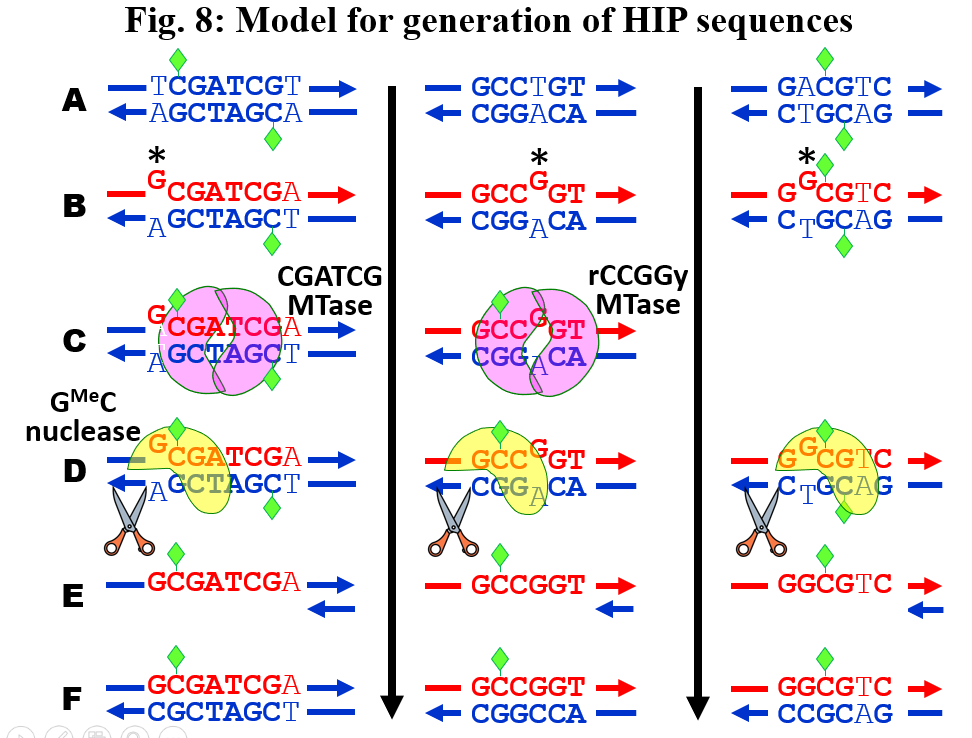 Fig. 8: Model for generation of HIP sequences
A
TCGATCGT GCCTGT GACGTC
AGCTAGCA CGGACA CTGCAG
* * *
B
GCGATCGA GCCGGT GGCGTC
AGCTAGCT CGGACA CTGCAG
CGATCG
MTase
rCCGGy
MTase
C
GCGATCGA GCCGGT
AGCTAGCT CGGACA
GMeC
nuclease
D
GCGATCGA GCCGGT GGCGTC
AGCTAGCT CGGACA CTGCAG
E
GCGATCGA GCCGGT GGCGTC
F
GCGATCGA GCCGGT GGCGTC
CGCTAGCT CGGCCA CCGCAG